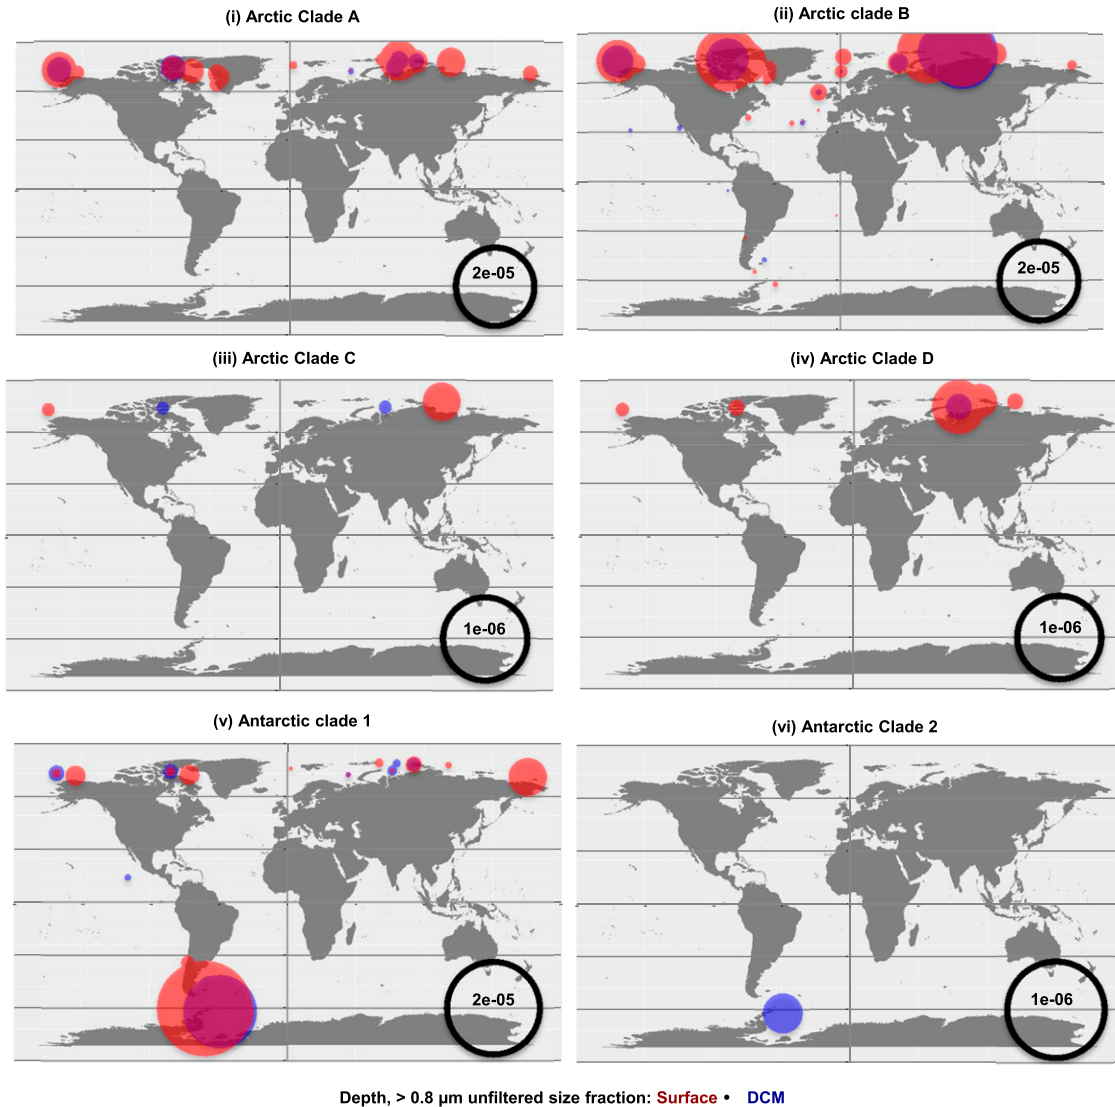 (i) Arctic Clade A
(ii) Arctic clade B
2e-05
2e-05
(iii) Arctic Clade C
(iv) Arctic Clade D
1e-06
1e-06
(v) Antarctic clade 1
(vi) Antarctic Clade 2
2e-05
1e-06
Depth, > 0.8 µm unfiltered size fraction: Surface • DCM